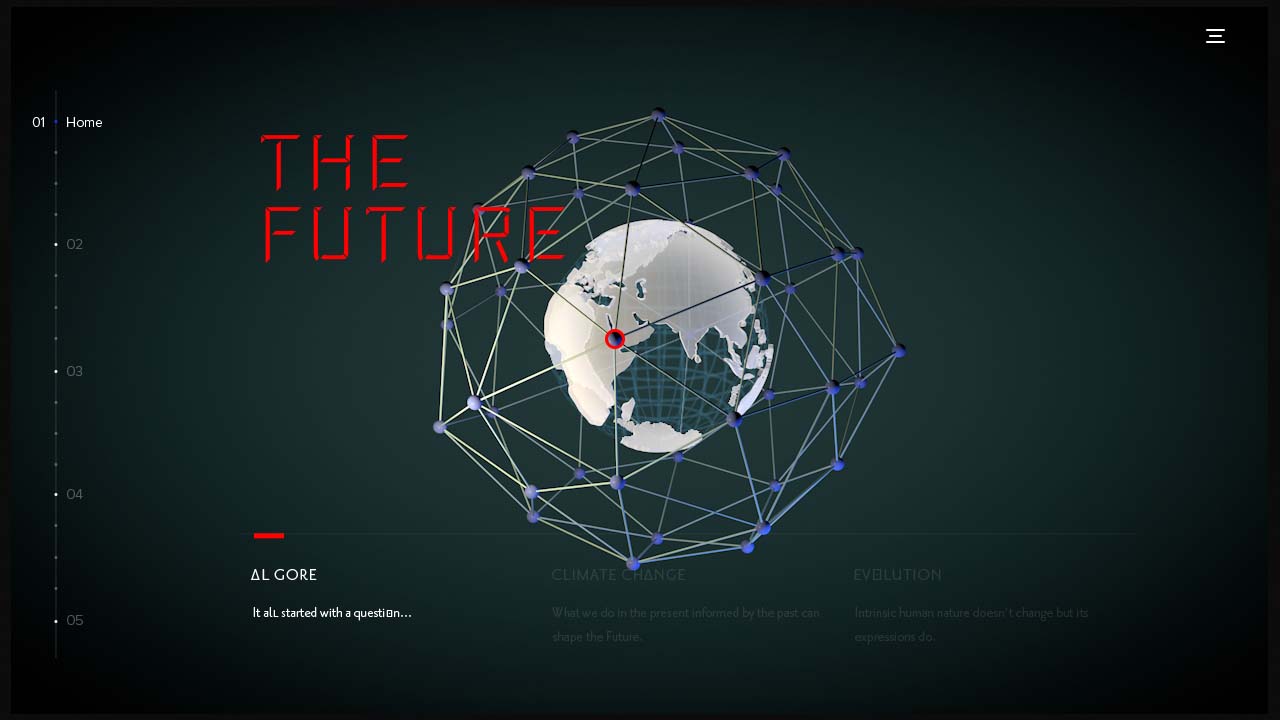 01 Home
THE
FUTURE
02
03
04
05
AL GORE
It all started with a questi▯n...
CLIMATE CHANGE
What we do in the present informed by the past can
shape the Future.
EV▯LUTION
Intrinsic human nature doesn't change but its
expressions do.